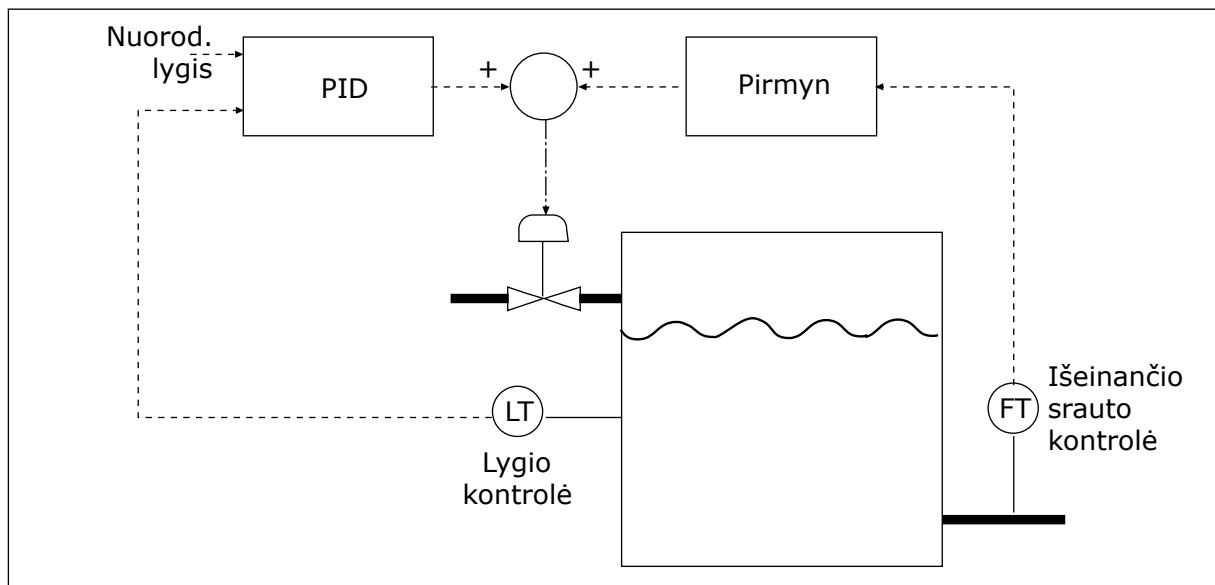 Nuorod.
lygis
PID
+
+
Pirmyn
LT
Lygio
kontrolė
FT
Išeinančio
srauto
kontrolė